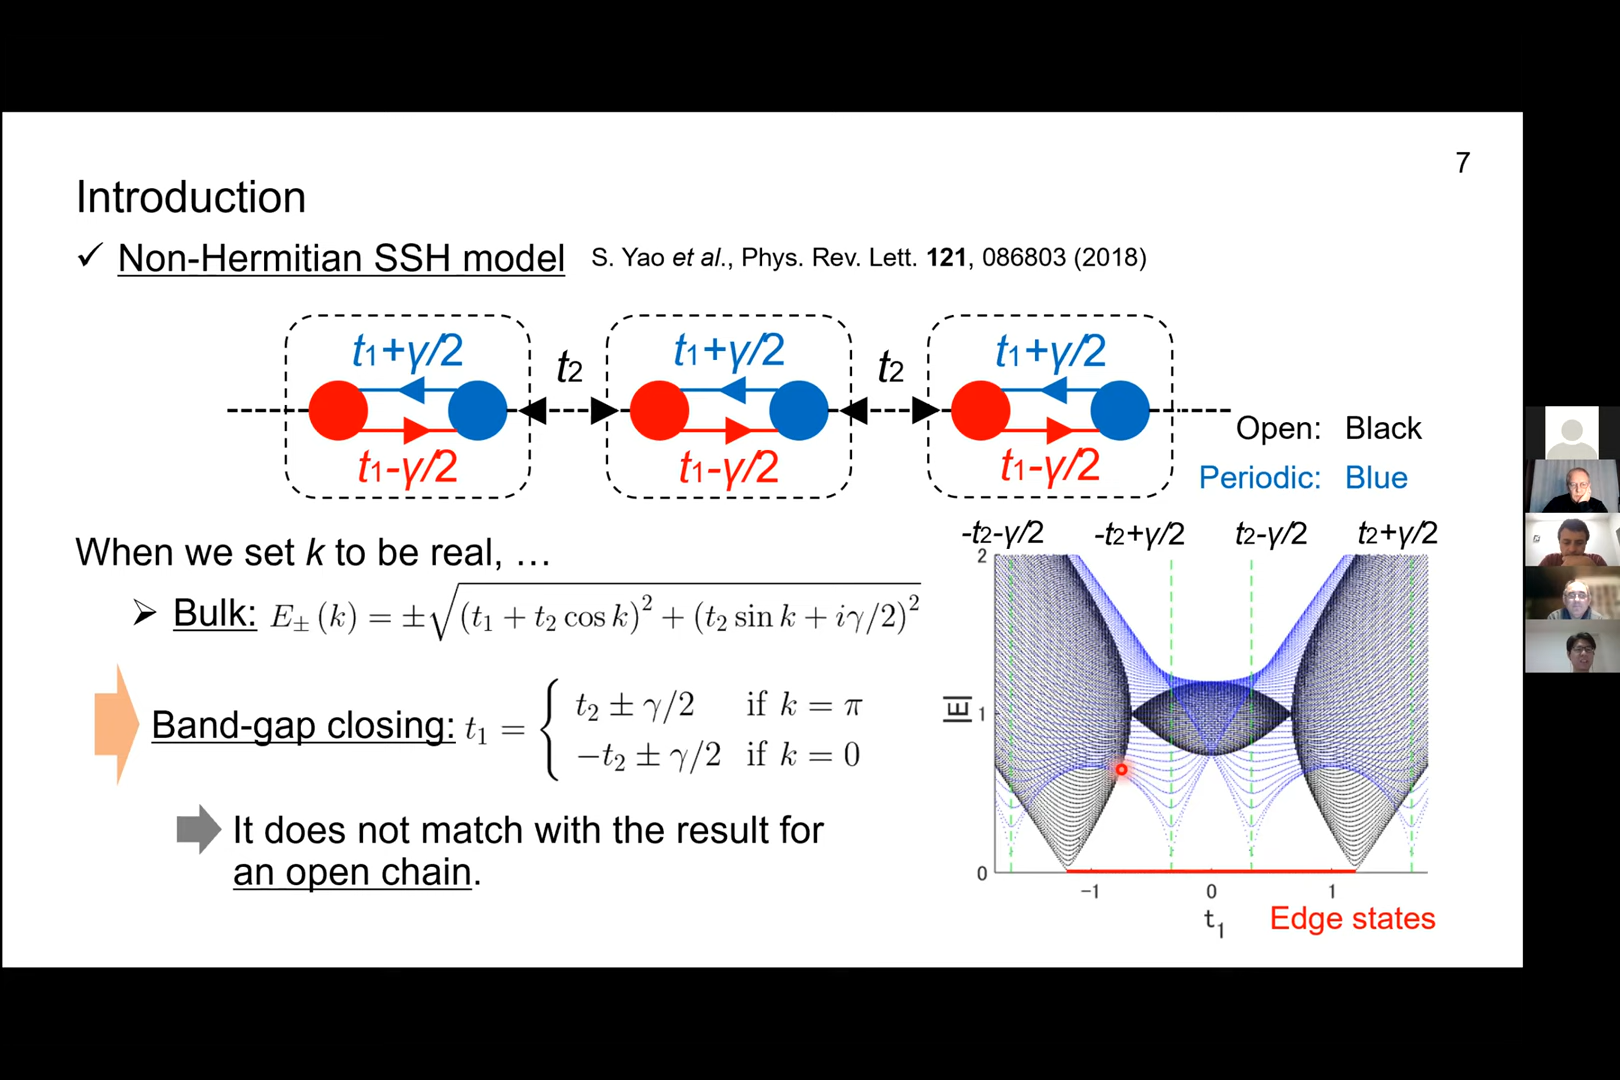 7
Introduction
✓ Non-Hermitian SSH model S. Yao et al., Phys. Rev. Lett. 121, 086803 (2018)
t1+γ/2 t2 t1+γ/2 t2 t1+γ/2
t1-γ/2 t1-γ/2 t1-γ/2
Open: Black
Periodic: Blue
When we set k to be real, …
➢ Bulk: E± (k) = ±√(t1 + t2 cos k)² + (t2 sin k + iγ/2)²
Band-gap closing: t1 = { t2 ± γ/2 if k = π
−t2 ± γ/2 if k = 0
It does not match with the result for
an open chain.
-t2-γ/2 -t2+γ/2 t2-γ/2 t2+γ/2
2
|E| 1
0
−1 0 1
t1
Edge states